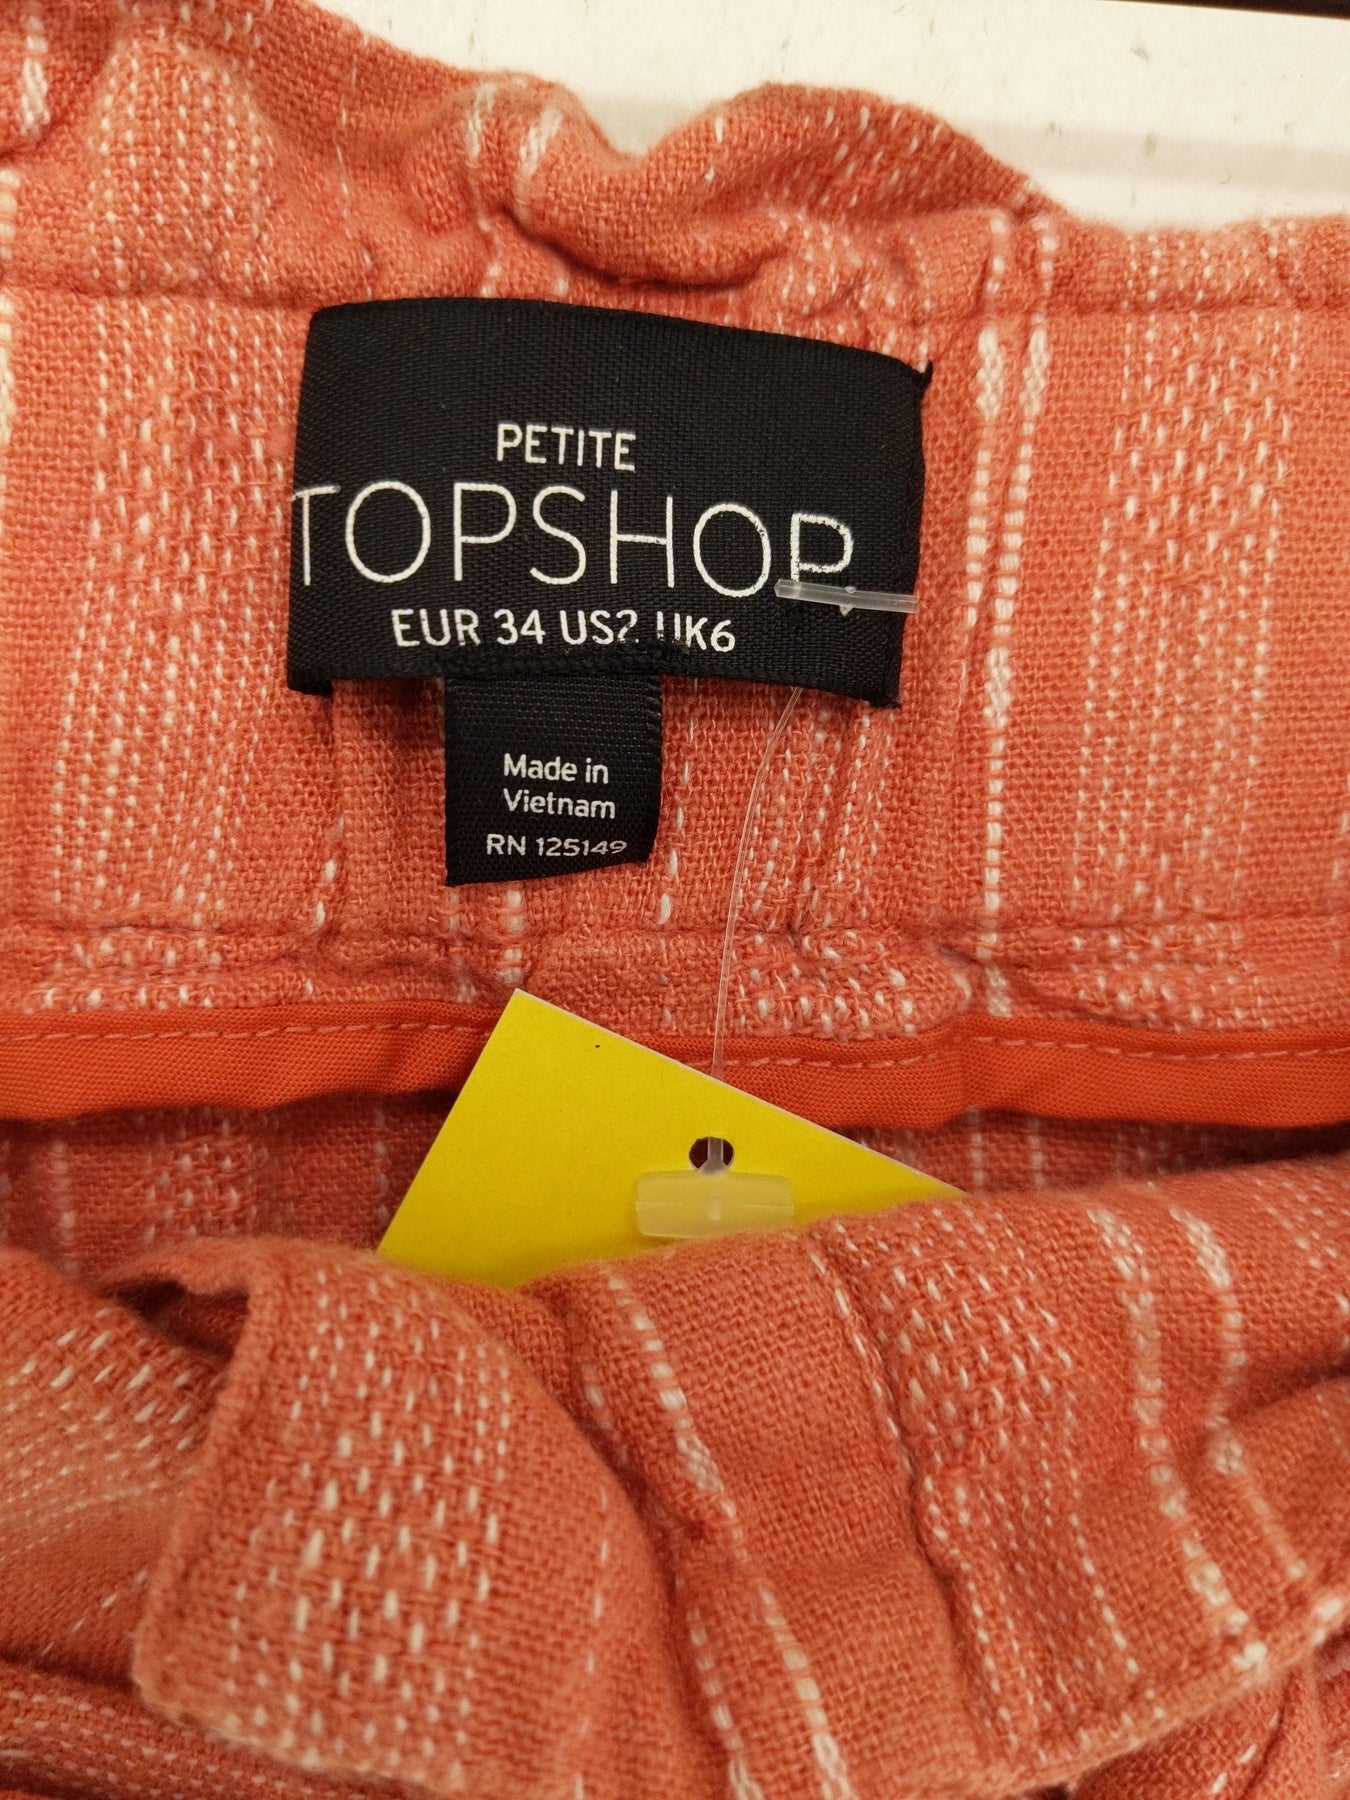 PETITE
TOPSHOP
EUR 34 US2 UK6
Made in
Vietnam
RN 125149